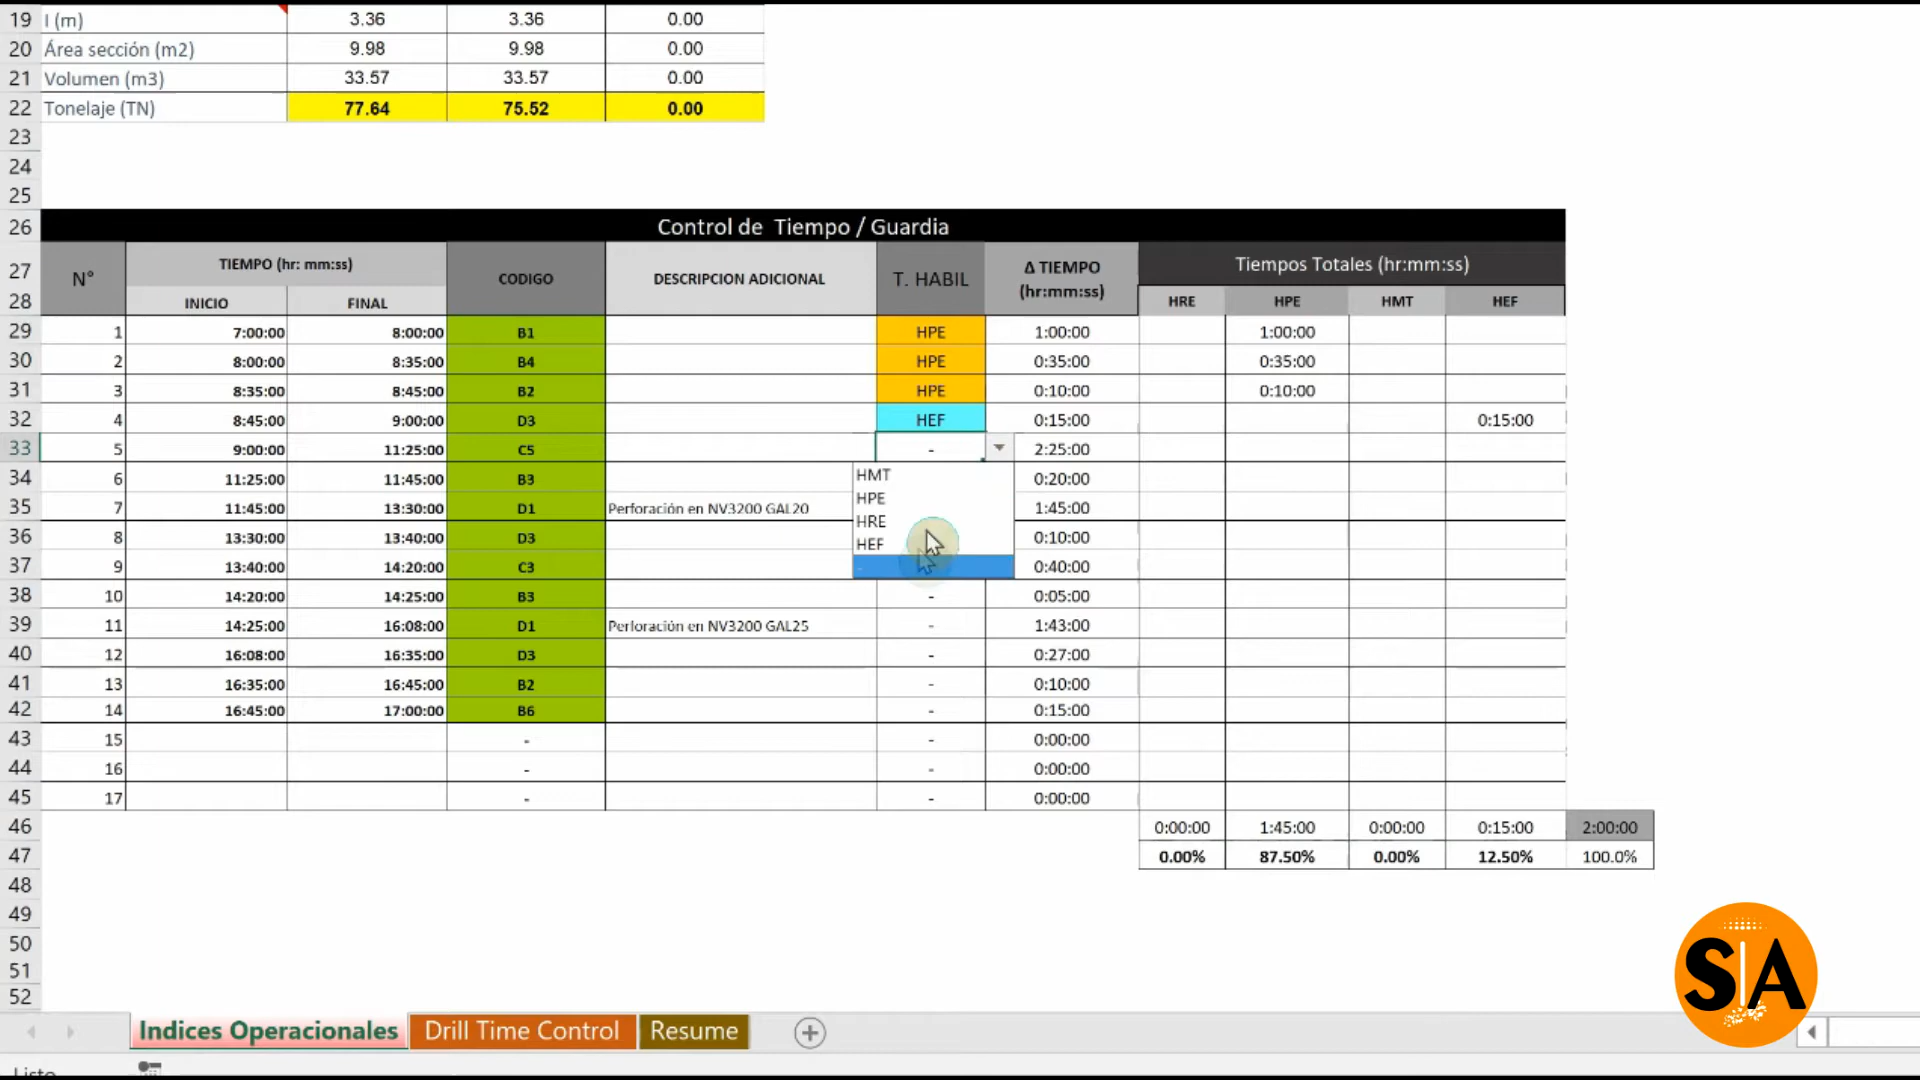 19 I (m) 3.36 3.36 0.00
20 Área sección (m2) 9.98 9.98 0.00
21 Volumen (m3) 33.57 33.57 0.00
22 Tonelaje (TN) 77.64 75.52 0.00
23
24
25
26 Control de Tiempo / Guardia
27 N° TIEMPO (hr: mm:ss) CODIGO DESCRIPCION ADICIONAL T. HABIL Δ TIEMPO (hr:mm:ss) Tiempos Totales (hr:mm:ss)
28 INICIO FINAL HRE HPE HMT HEF
29 1 7:00:00 8:00:00 B1 HPE 1:00:00 1:00:00
30 2 8:00:00 8:35:00 B4 HPE 0:35:00 0:35:00
31 3 8:35:00 8:45:00 B2 HPE 0:10:00 0:10:00
32 4 8:45:00 9:00:00 D3 HEF 0:15:00 0:15:00
33 5 9:00:00 11:25:00 C5 - 2:25:00
HMT
HPE
HRE
HEF
-
34 6 11:25:00 11:45:00 B3 0:20:00
35 7 11:45:00 13:30:00 D1 Perforación en NV3200 GAL20 1:45:00
36 8 13:30:00 13:40:00 D3 0:10:00
37 9 13:40:00 14:20:00 C3 0:40:00
38 10 14:20:00 14:25:00 B3 - 0:05:00
39 11 14:25:00 16:08:00 D1 Perforación en NV3200 GAL25 - 1:43:00
40 12 16:08:00 16:35:00 D3 - 0:27:00
41 13 16:35:00 16:45:00 B2 - 0:10:00
42 14 16:45:00 17:00:00 B6 - 0:15:00
43 15 - - 0:00:00
44 16 - - 0:00:00
45 17 - - 0:00:00
46 0:00:00 1:45:00 0:00:00 0:15:00 2:00:00
47 0.00% 87.50% 0.00% 12.50% 100.0%
48
49
50
51
52
SA
Indices Operacionales Drill Time Control Resume
Listo